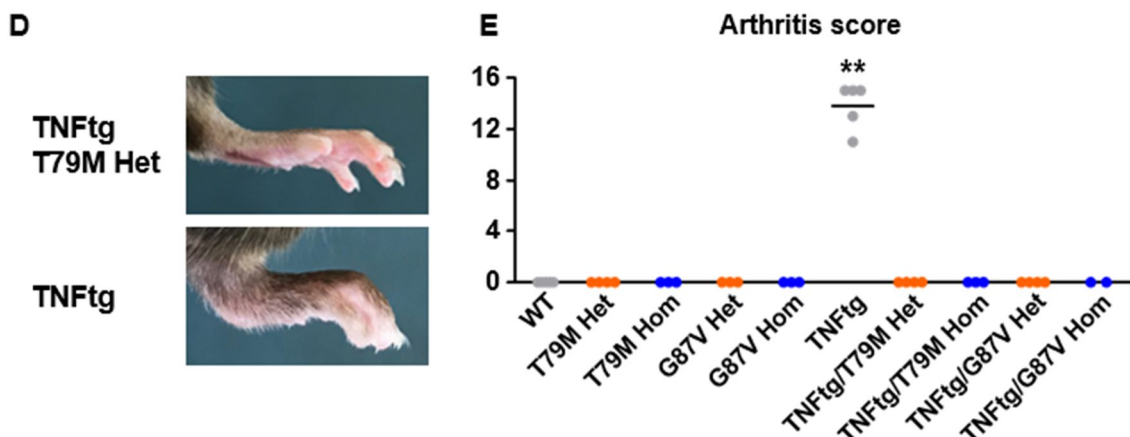 D
TNFtg
T79M Het
TNFtg
E
Arthritis score
**
16
12
8
4
0
WT
T79M Het
T79M Hom
G87V Het
G87V Hom
TNFtg
TNFtg/T79M Het
TNFtg/T79M Hom
TNFtg/G87V Het
TNFtg/G87V Hom